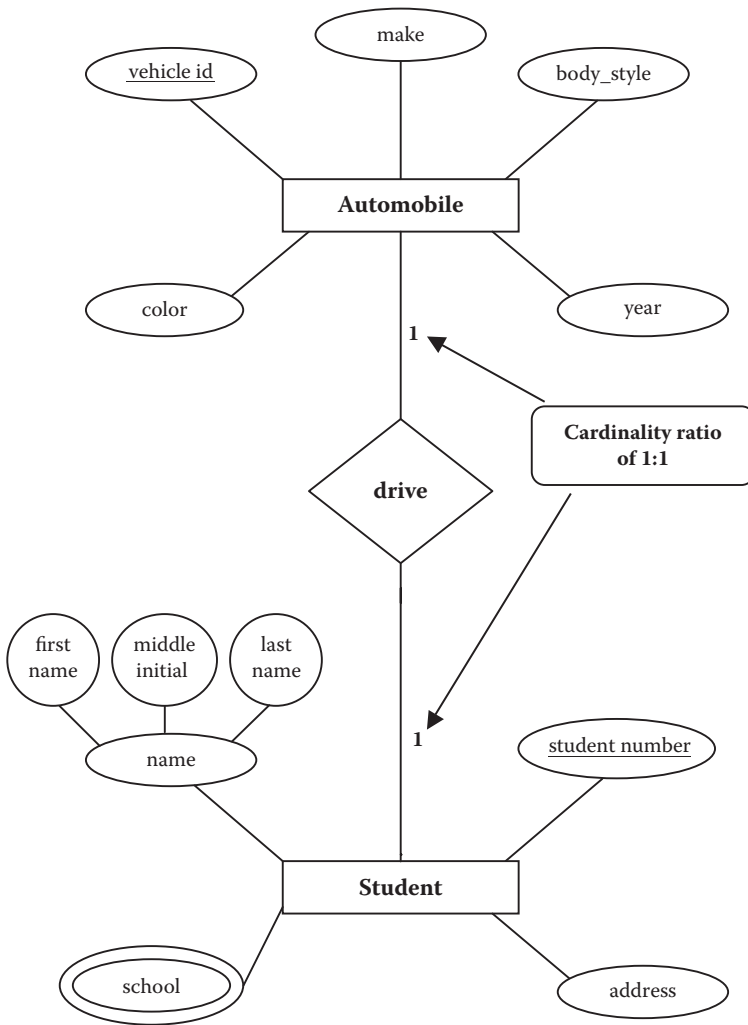 make
vehicle id
body_style
Automobile
color
year
1
Cardinality ratio
of 1:1
drive
first
name
middle
initial
last
name
1
student number
name
Student
school
address